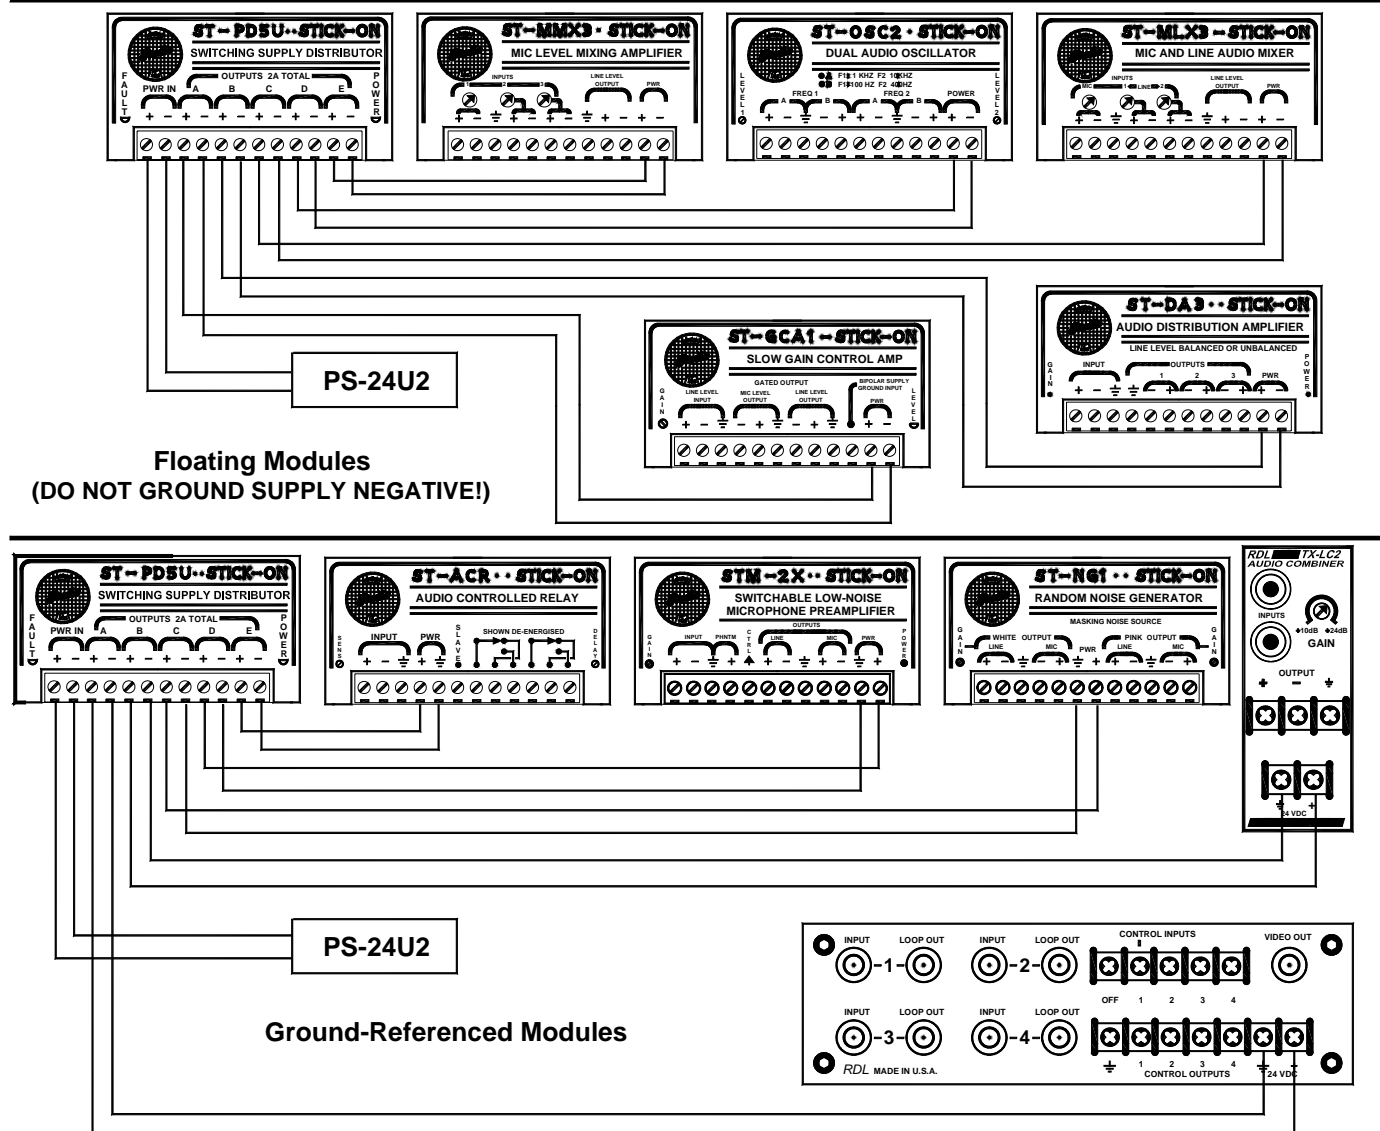 ST-PD5U··STICK-ON
SWITCHING SUPPLY DISTRIBUTOR
OUTPUTS 2A TOTAL
FAULT
PWR IN A B C D E
POWER
+ - + - + - + - + - + -
ST-MMX3·STICK-ON
MIC LEVEL MIXING AMPLIFIER
INPUTS
1 2 3
LINE LEVEL
OUTPUT
PWR
+ - + - + - + - + -
ST-OSC2·STICK-ON
DUAL AUDIO OSCILLATOR
LEVEL1
LEVEL2
FREQ 1
FREQ 2
A B A B POWER
+ - + - + - + - + -
ST-MLX3--STICK-ON
MIC AND LINE AUDIO MIXER
INPUTS
MIC 1-LINE-2
LINE LEVEL
OUTPUT
PWR
+ - + - + - + - + -
ST-GCA1-STICK-ON
SLOW GAIN CONTROL AMP
GATED OUTPUT
BIPOLAR SUPPLY
GROUND INPUT
GAIN
LINE LEVEL
INPUT
MIC LEVEL
OUTPUT
LINE LEVEL
OUTPUT
PWR
LEVEL
+ - + - + - + -
ST-DA3··STICK-ON
AUDIO DISTRIBUTION AMPLIFIER
LINE LEVEL BALANCED OR UNBALANCED
GAIN
INPUT
OUTPUTS
1 2 3
PWR
POWER
+ - + - + - + - + -
PS-24U2
Floating Modules
(DO NOT GROUND SUPPLY NEGATIVE!)
ST-PD5U··STICK-ON
SWITCHING SUPPLY DISTRIBUTOR
OUTPUTS 2A TOTAL
FAULT
PWR IN A B C D E
POWER
+ - + - + - + - + - + -
ST-ACR··STICK-ON
AUDIO CONTROLLED RELAY
SENS
INPUT
PWR
SLAVE
SHOWN DE-ENERGISED
DELAY
+ - +
STM-2X··STICK-ON
SWITCHABLE LOW-NOISE
MICROPHONE PREAMPLIFIER
OUTPUTS
GAIN
INPUT
PHNTM
CTRL
LINE
MIC
PWR
POWER
+ - + + - - + +
ST-NG1··STICK-ON
RANDOM NOISE GENERATOR
MASKING NOISE SOURCE
GAIN
WHITE OUTPUT
LINE MIC
PWR
PINK OUTPUT
LINE MIC
GAIN
+ - - + + + - - +
RDL TX-LC2
AUDIO COMBINER
INPUTS
+10dB +24dB
GAIN
OUTPUT
+ -
+
24 VDC
PS-24U2
Ground-Referenced Modules
INPUT LOOP OUT INPUT LOOP OUT
-1- -2-
CONTROL INPUTS
VIDEO OUT
OFF 1 2 3 4
INPUT LOOP OUT INPUT LOOP OUT
-3- -4-
1 2 3 4
CONTROL OUTPUTS
24 VDC
RDL MADE IN U.S.A.